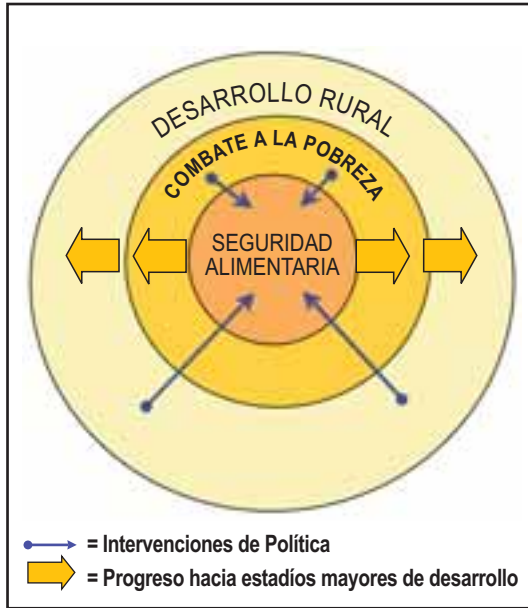 DESARROLLO RURAL
COMBATE A LA POBREZA
SEGURIDAD
ALIMENTARIA
= Intervenciones de Política
= Progreso hacia estadíos mayores de desarrollo